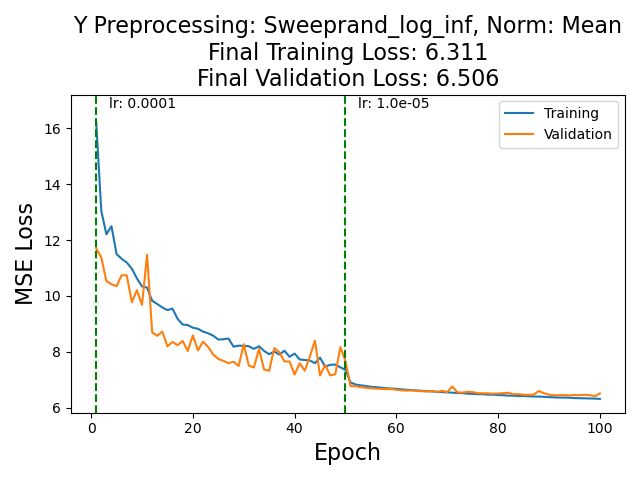 Y Preprocessing: Sweeprand_log_inf, Norm: Mean
Final Training Loss: 6.311
Final Validation Loss: 6.506
lr: 0.0001
lr: 1.0e-05
Training
Validation
MSE Loss
16
14
12
10
8
6
0
20
40
60
80
100
Epoch